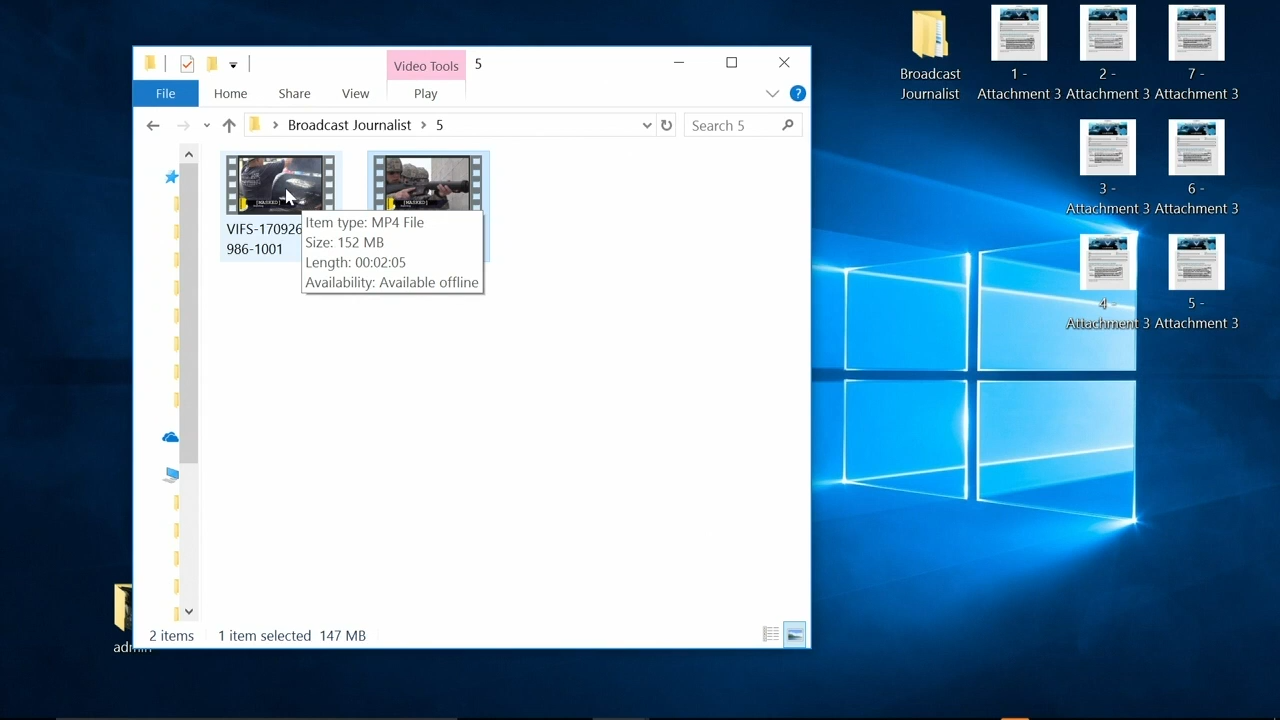 Video Tools
5
File
Home
Share
View
Play
Broadcast Journalist
5
Search 5
[MASKED]
[MASKED]
VIFS-170926
986-1001
Item type: MP4 File
Size: 152 MB
Length: 00:02:05
Availability: Available offline
2 items
1 item selected 147 MB
Broadcast
Journalist
1 -
Attachment 3
2 -
Attachment 3
7 -
Attachment 3
3 -
Attachment 3
6 -
Attachment 3
4 -
Attachment 3
5 -
Attachment 3
admin